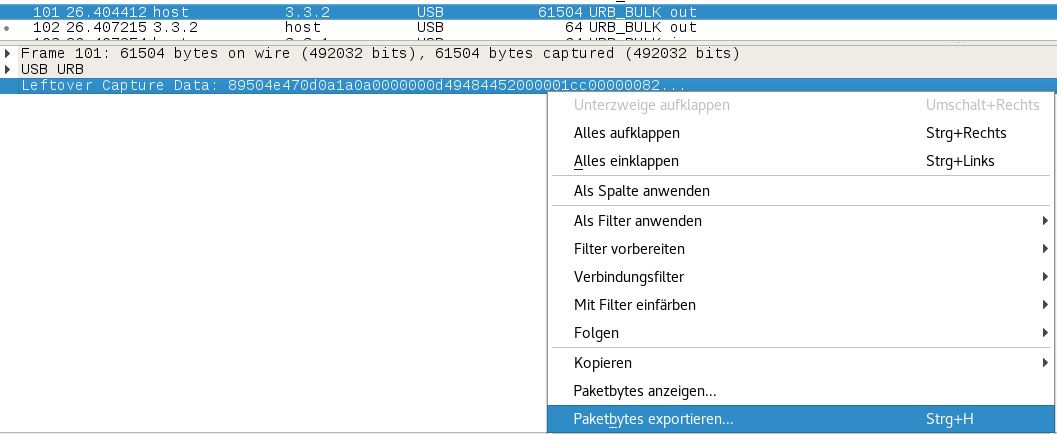 101 26.404412 host 3.3.2 USB 61504 URB_BULK out
102 26.407215 3.3.2 host USB 64 URB_BULK out
Frame 101: 61504 bytes on wire (492032 bits), 61504 bytes captured (492032 bits)
USB URB
Leftover Capture Data: 89504e470d0a1a0a0000000d49484452000001cc00000082...
Unterzweige aufklappen Umschalt+Rechts
Alles aufklappen Strg+Rechts
Alles einklappen Strg+Links
Als Spalte anwenden
Als Filter anwenden
Filter vorbereiten
Verbindungsfilter
Mit Filter einfärben
Folgen
Kopieren
Paketbytes anzeigen...
Paketbytes exportieren... Strg+H